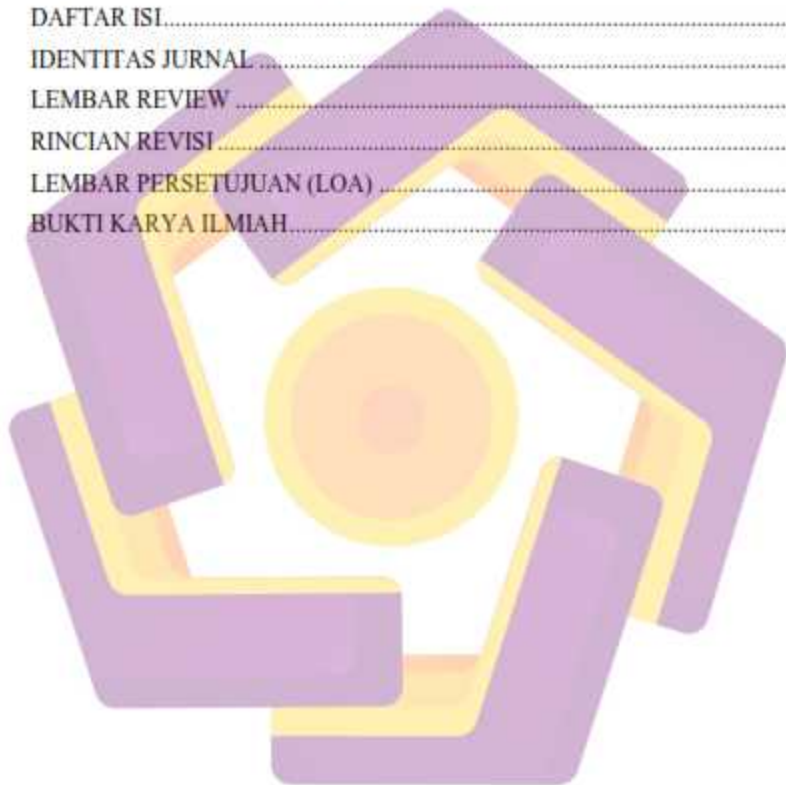 DAFTAR ISI.......................................................................................................
IDENTITAS JURNAL ........................................................................................
LEMBAR REVIEW ............................................................................................
RINCIAN REVISI ...............................................................................................
LEMBAR PERSETUJUAN (LOA) .....................................................................
BUKTI KARYA ILMIAH....................................................................................